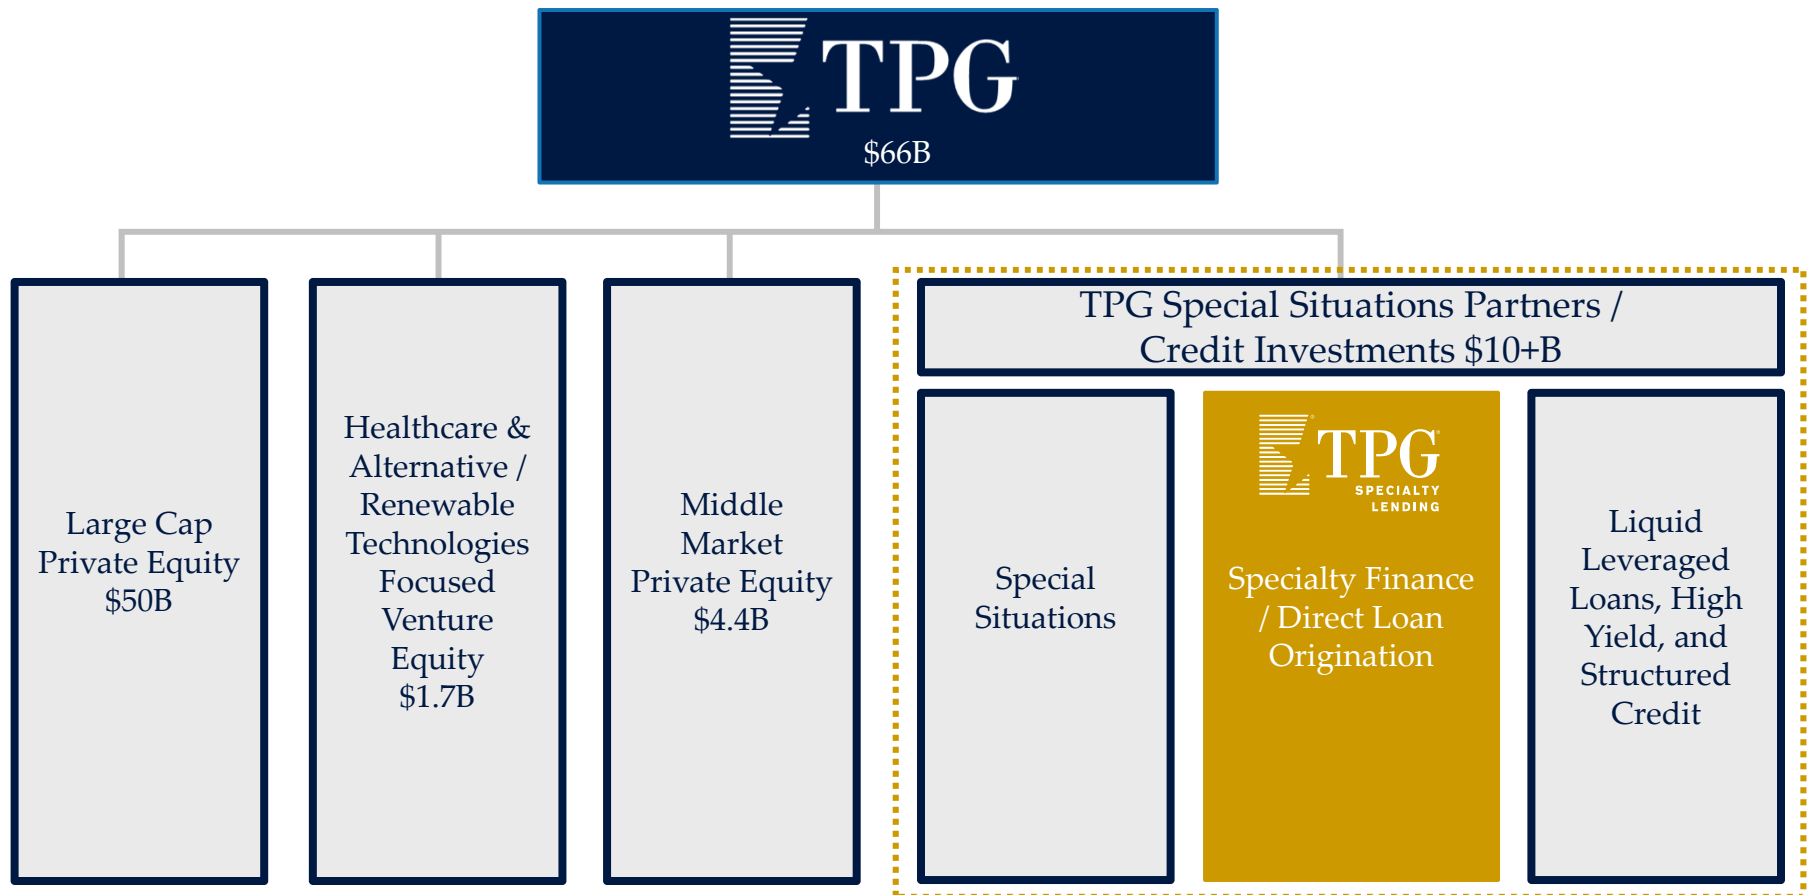 TPG
$66B
Large Cap
Private Equity
$50B
Healthcare &
Alternative /
Renewable
Technologies
Focused
Venture
Equity
$1.7B
Middle
Market
Private Equity
$4.4B
TPG Special Situations Partners /
Credit Investments $10+B
Special
Situations
TPG
SPECIALTY
LENDING
Specialty Finance
/ Direct Loan
Origination
Liquid
Leveraged
Loans, High
Yield, and
Structured
Credit